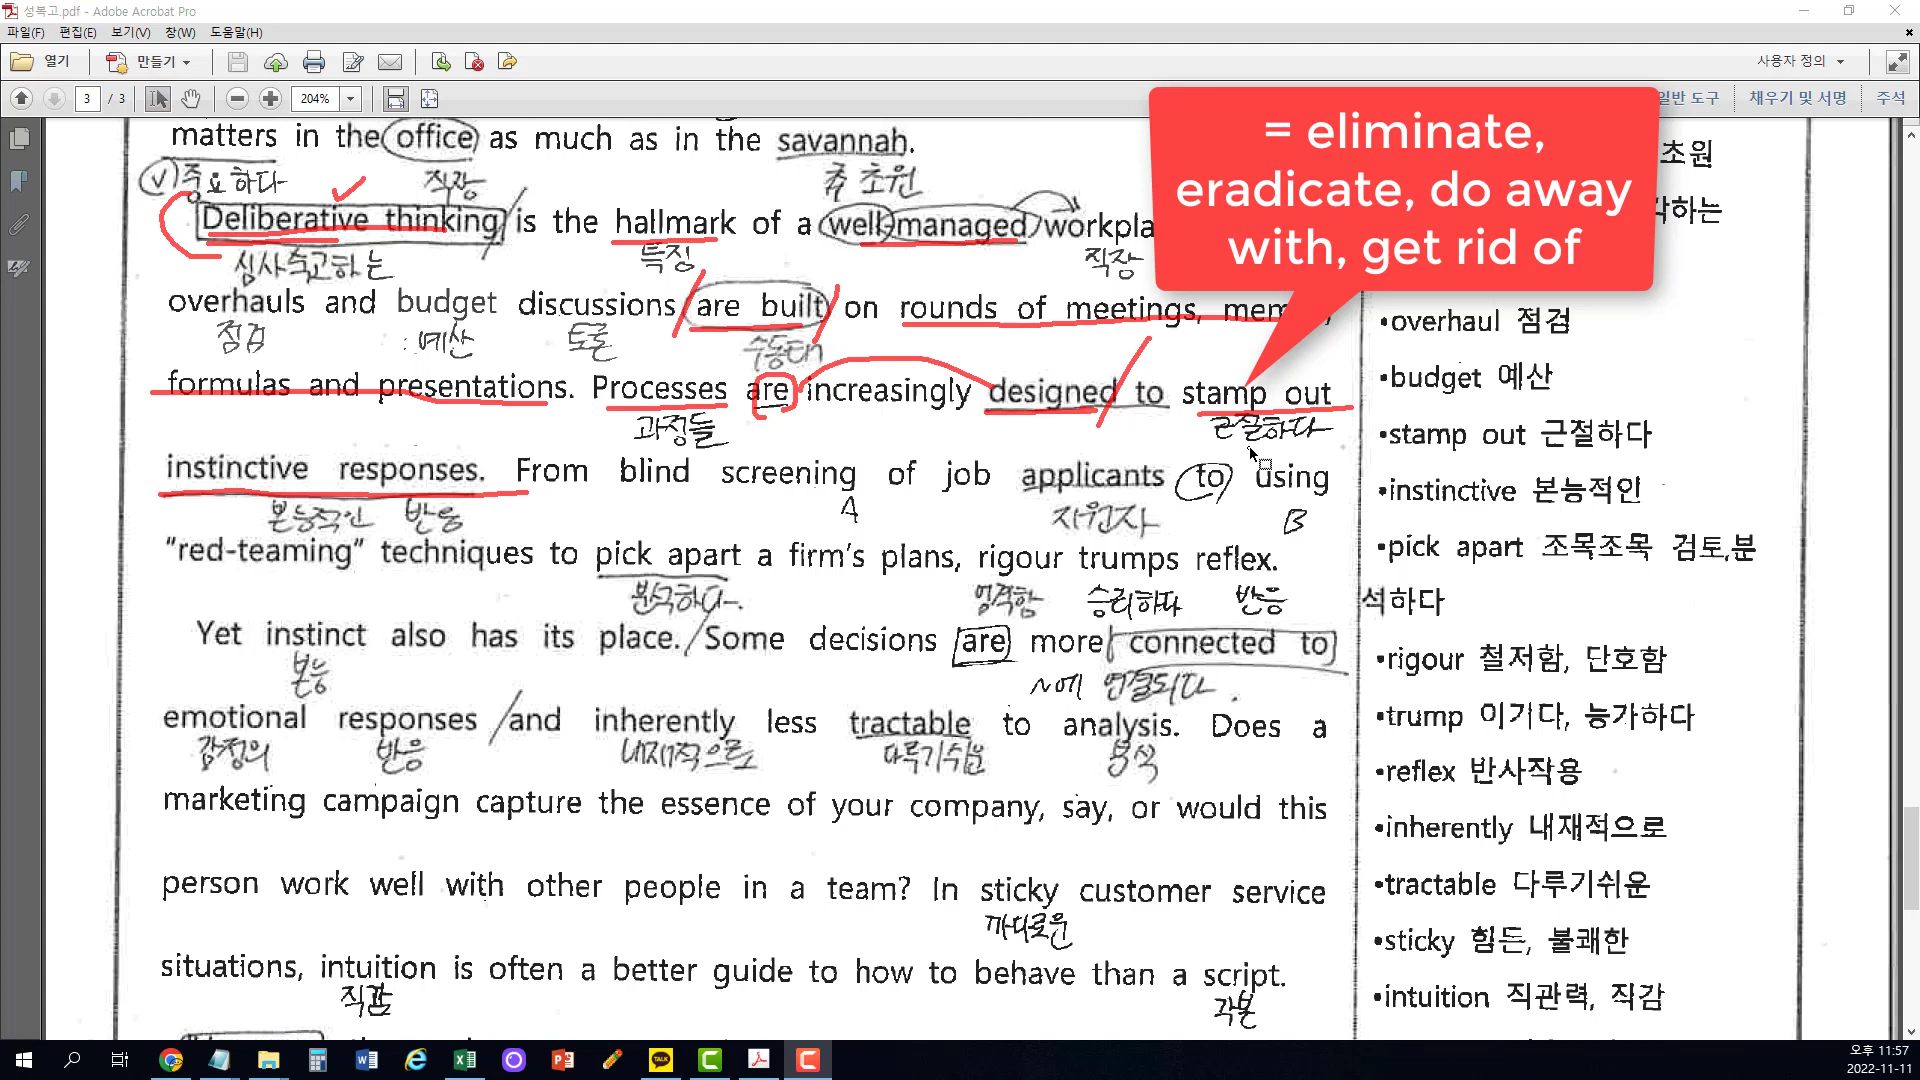 성복고.pdf - Adobe Acrobat Pro
파일(F) 편집(E) 보기(V) 창(W) 도움말(H)
열기 만들기 사용자 정의
3 / 3 204% 일반 도구 채우기 및 서명 주석
= eliminate,
eradicate, do away
with, get rid of
matters in the office as much as in the savannah.
(v)중요하다 직장 초원
Deliberative thinking is the hallmark of a well-managed workpla
심사숙고하는 특징 직장
overhauls and budget discussions are built on rounds of meetings, mem
점검 예산 토론 수동태
formulas and presentations. Processes are increasingly designed to stamp out
과정들 근절하다
instinctive responses. From blind screening of job applicants to using
본능적인 반응 A 지원자 B
"red-teaming" techniques to pick apart a firm's plans, rigour trumps reflex.
분석하다. 엄격함 승리하다 반응
Yet instinct also has its place. Some decisions are more connected to
본능 ~에 연결되다.
emotional responses and inherently less tractable to analysis. Does a
감정의 반응 내재적으로 다루기쉬운 분석
marketing campaign capture the essence of your company, say, or would this
person work well with other people in a team? In sticky customer service
까다로운
situations, intuition is often a better guide to how to behave than a script.
직감 각본
초원
각하는
•overhaul 점검
•budget 예산
•stamp out 근절하다
•instinctive 본능적인
•pick apart 조목조목 검토,분
석하다
•rigour 철저함, 단호함
•trump 이기다, 능가하다
•reflex 반사작용
•inherently 내재적으로
•tractable 다루기쉬운
•sticky 힘든, 불쾌한
•intuition 직관력, 직감
TALK
오후 11:57
2022-11-11